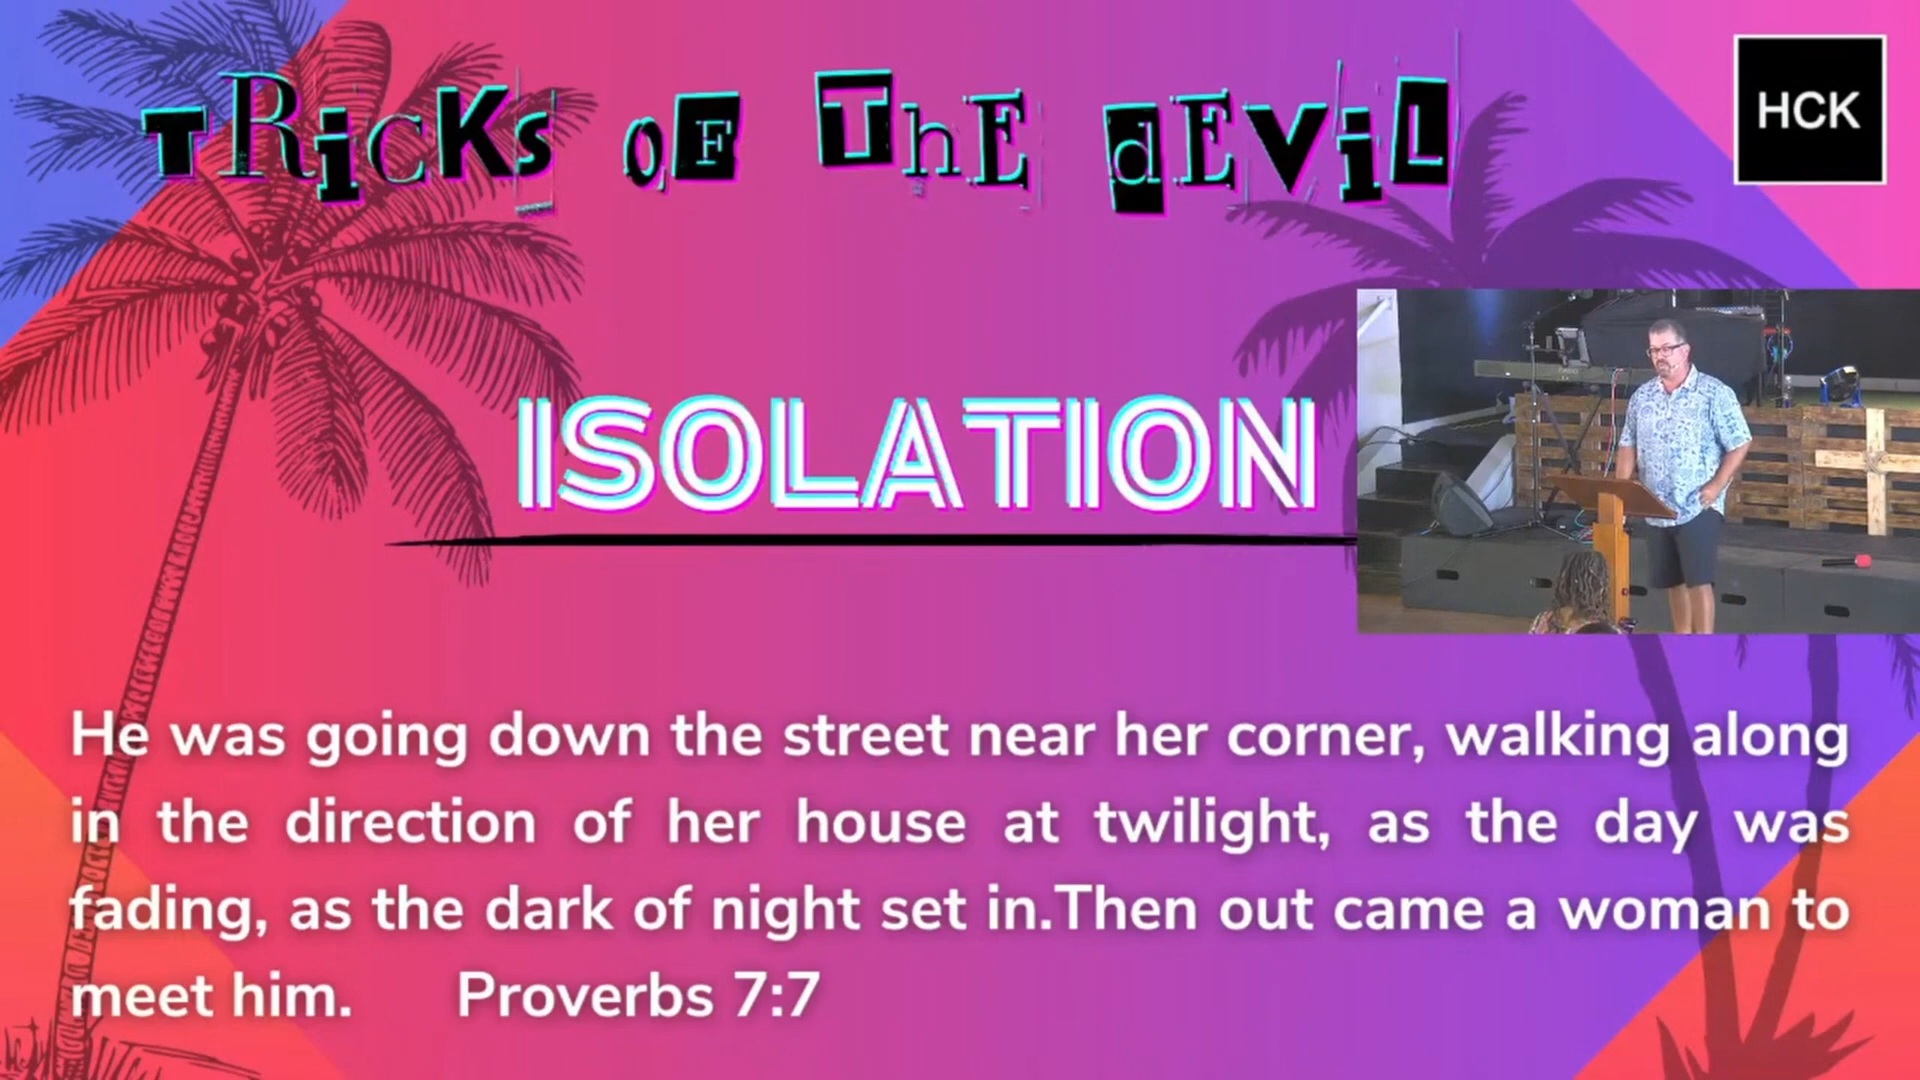 TRicKs OF ThE dEViL
HCK
ISOLATION
He was going down the street near her corner, walking along
in the direction of her house at twilight, as the day was
fading, as the dark of night set in.Then out came a woman to
meet him. Proverbs 7:7